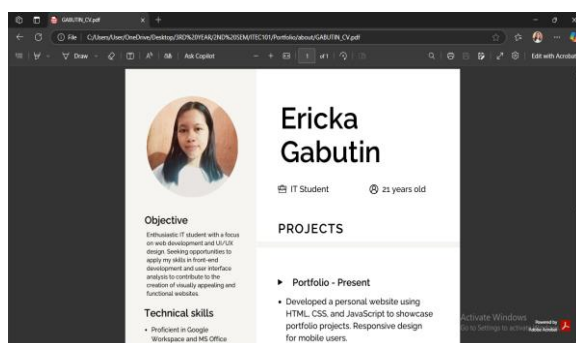 GABUTIN_CV.pdf
File C:/Users/User/OneDrive/Desktop/3RD%20YEAR/2ND%20SEM/ITEC101/Portfolio/about/GABUTIN_CV.pdf
Draw Ask Copilot 1 of 1 Edit with Acrobat
Ericka
Gabutin
IT Student 21 years old
PROJECTS
Portfolio - Present
Developed a personal website using
HTML, CSS, and JavaScript to showcase
portfolio projects. Responsive design
for mobile users.
Objective
Enthusiastic IT student with a focus
on web development and UI/UX
design. Seeking opportunities to
apply my skills in front-end
development and user interface
analysis to contribute to the
creation of visually appealing and
functional websites.
Technical skills
Proficient in Google
Workspace and MS Office
Activate Windows
Go to Settings to activate
Powered by
Adobe Acrobat